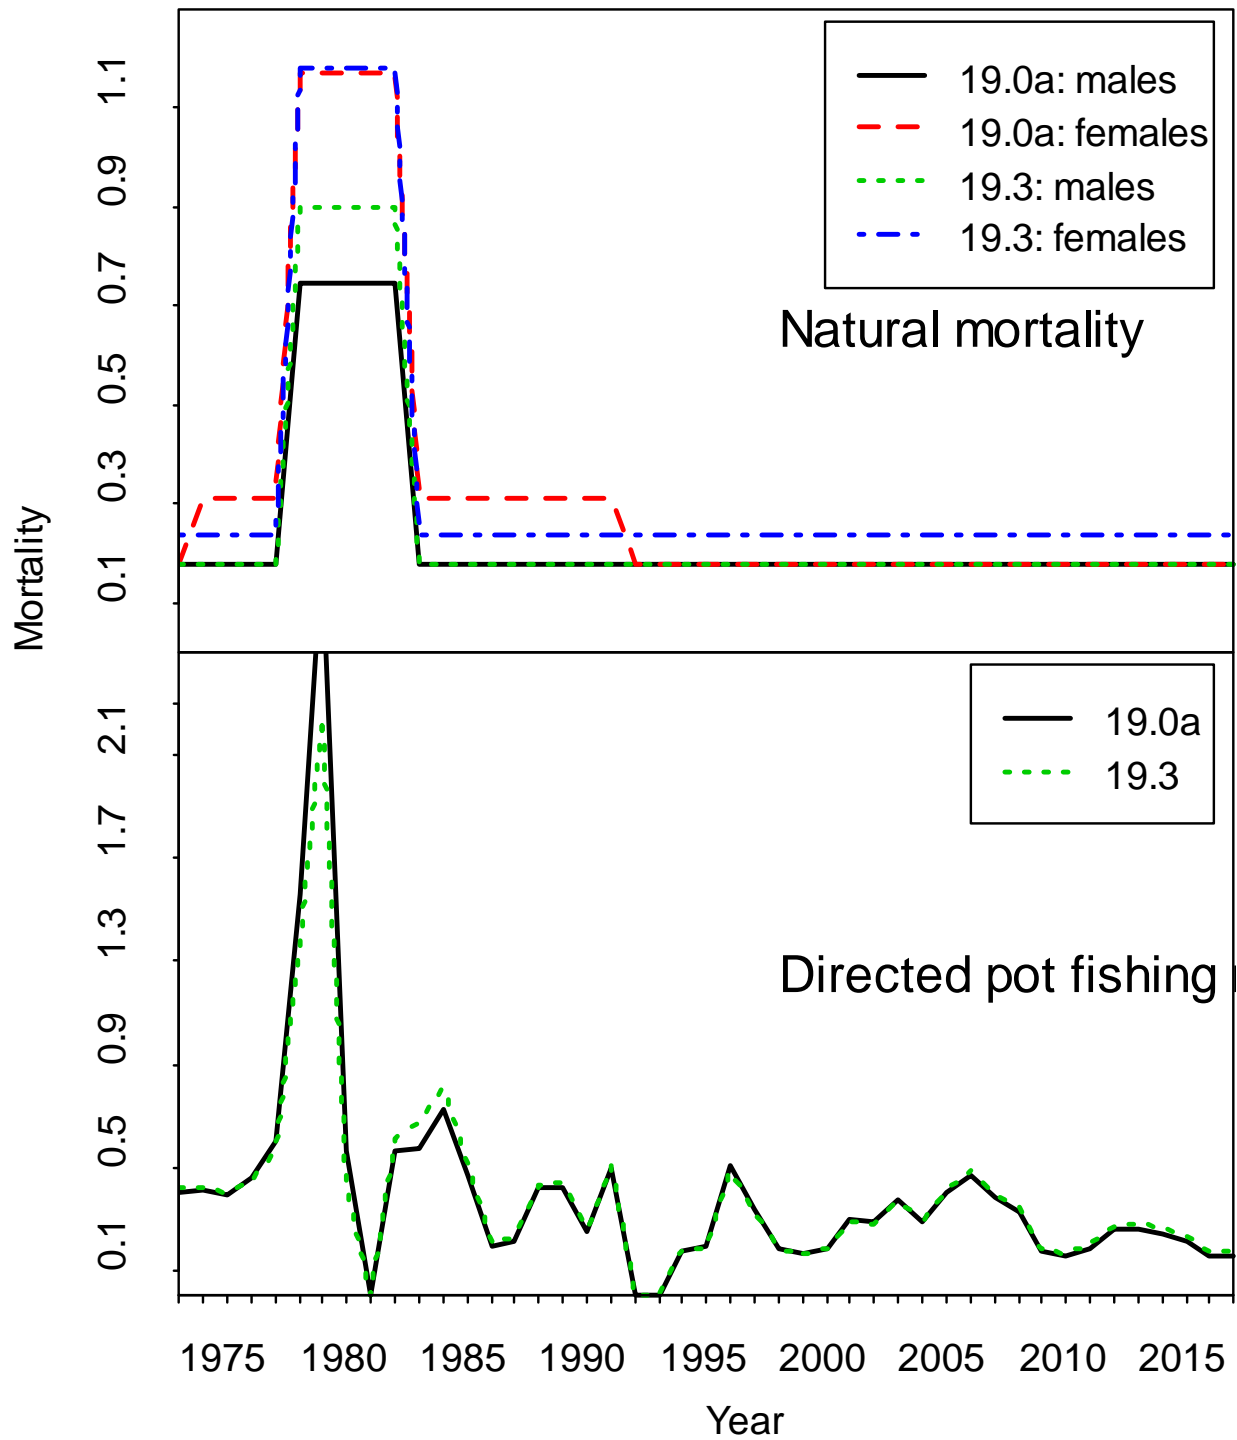 19.0a: males
19.0a: females
19.3: males
19.3: females
Natural mortality
1.1
0.9
0.7
0.5
0.3
0.1
Mortality
19.0a
19.3
Directed pot fishing
2.1
1.7
1.3
0.9
0.5
0.1
1975 1980 1985 1990 1995 2000 2005 2010 2015
Year